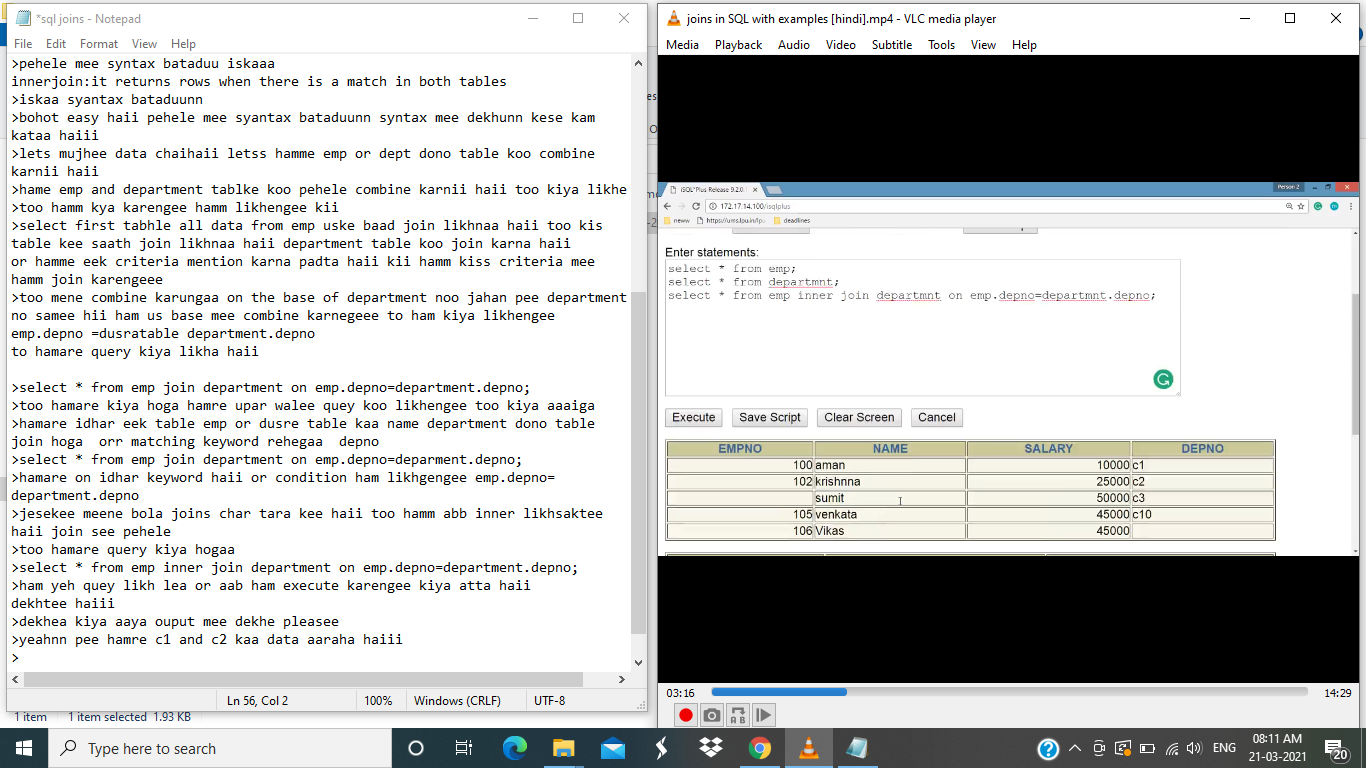 *sql joins - Notepad
File Edit Format View Help
>pehele mee syntax bataduu iskaaa
innerjoin:it returns rows when there is a match in both tables
>iskaa syantax bataduunn
>bohot easy haii pehele mee syantax bataduunn syntax mee dekhunn kese kam
kataa haiii
>lets mujhee data chaihaii letss hamme emp or dept dono table koo combine
karnii haii
>hame emp and department tablke koo pehele combine karnii haii too kiya likhe
>too hamm kya karengee hamm likhengee kii
>select first tabhle all data from emp uske baad join likhnaa haii too kis
table kee saath join likhnaa haii department table koo join karna haii
or hamme eek criteria mention karna padta haii kii hamm kiss criteria mee
hamm join karengeee
>too mene combine karungaa on the base of department noo jahan pee department
no samee hii ham us base mee combine karnegeee to ham kiya likhengee
emp.depno =dusratable department.depno
to hamare query kiya likha haii
>select * from emp join department on emp.depno=department.depno;
>too hamare kiya hoga hamre upar walee quey koo likhengee too kiya aaaiga
>hamare idhar eek table emp or dusre table kaa name department dono table
join hoga  orr matching keyword rehegaa  depno
>select * from emp join department on emp.depno=deparment.depno;
>hamare on idhar keyword haii or condition ham likhgengee emp.depno=
department.depno
>jesekee meene bola joins char tara kee haii too hamm abb inner likhsaktee
haii join see pehele
>too hamare query kiya hogaa
>select * from emp inner join department on emp.depno=department.depno;
>ham yeh quey likh lea or aab ham execute karengee kiya atta haii
dekhtee haiii
>dekhea kiya aaya ouput mee dekhe pleasee
>yeahnn pee hamre c1 and c2 kaa data aaraha haiii
>
Ln 56, Col 2 100% Windows (CRLF) UTF-8
1 item 1 item selected 1.93 KB
joins in SQL with examples [hindi].mp4 - VLC media player
Media Playback Audio Video Subtitle Tools View Help
iSQL*Plus Release 9.2.0. Person 2
172.17.14.100/isqlplus
neww https://ums.lpu.in/lpu deadlines
Enter statements:
select * from emp;
select * from departmnt;
select * from emp inner join departmnt on emp.depno=departmnt.depno;
Execute Save Script Clear Screen Cancel
EMPNO NAME SALARY DEPNO
100 aman 10000 c1
102 krishnna 25000 c2
sumit 50000 c3
105 venkata 45000 c10
106 Vikas 45000
03:16 14:29
Type here to search
ENG
08:11 AM
21-03-2021
20